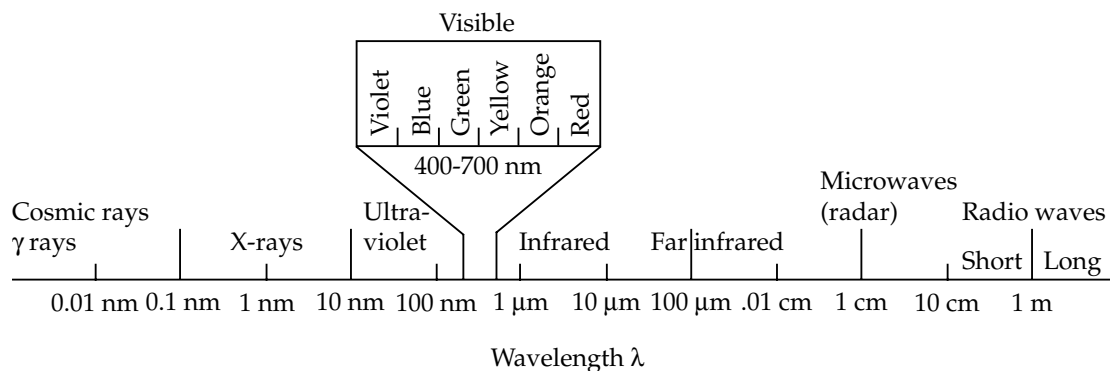 Visible
Violet
Blue
Green
Yellow
Orange
Red
400-700 nm
Cosmic rays
γ rays
X-rays
Ultra-
violet
Infrared
Far infrared
Microwaves
(radar)
Radio waves
Short
Long
0.01 nm
0.1 nm
1 nm
10 nm
100 nm
1 μm
10 μm
100 μm
.01 cm
1 cm
10 cm
1 m
Wavelength λ